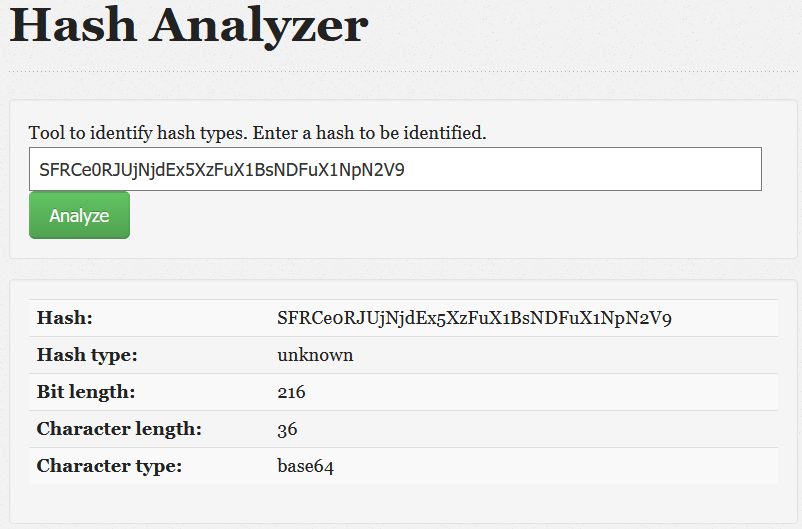 Hash Analyzer
Tool to identify hash types. Enter a hash to be identified.
SFRCe0RJUjNjdEx5XzFuX1BsNDFuX1NpN2V9
Analyze
Hash: SFRCe0RJUjNjdEx5XzFuX1BsNDFuX1NpN2V9
Hash type: unknown
Bit length: 216
Character length: 36
Character type: base64